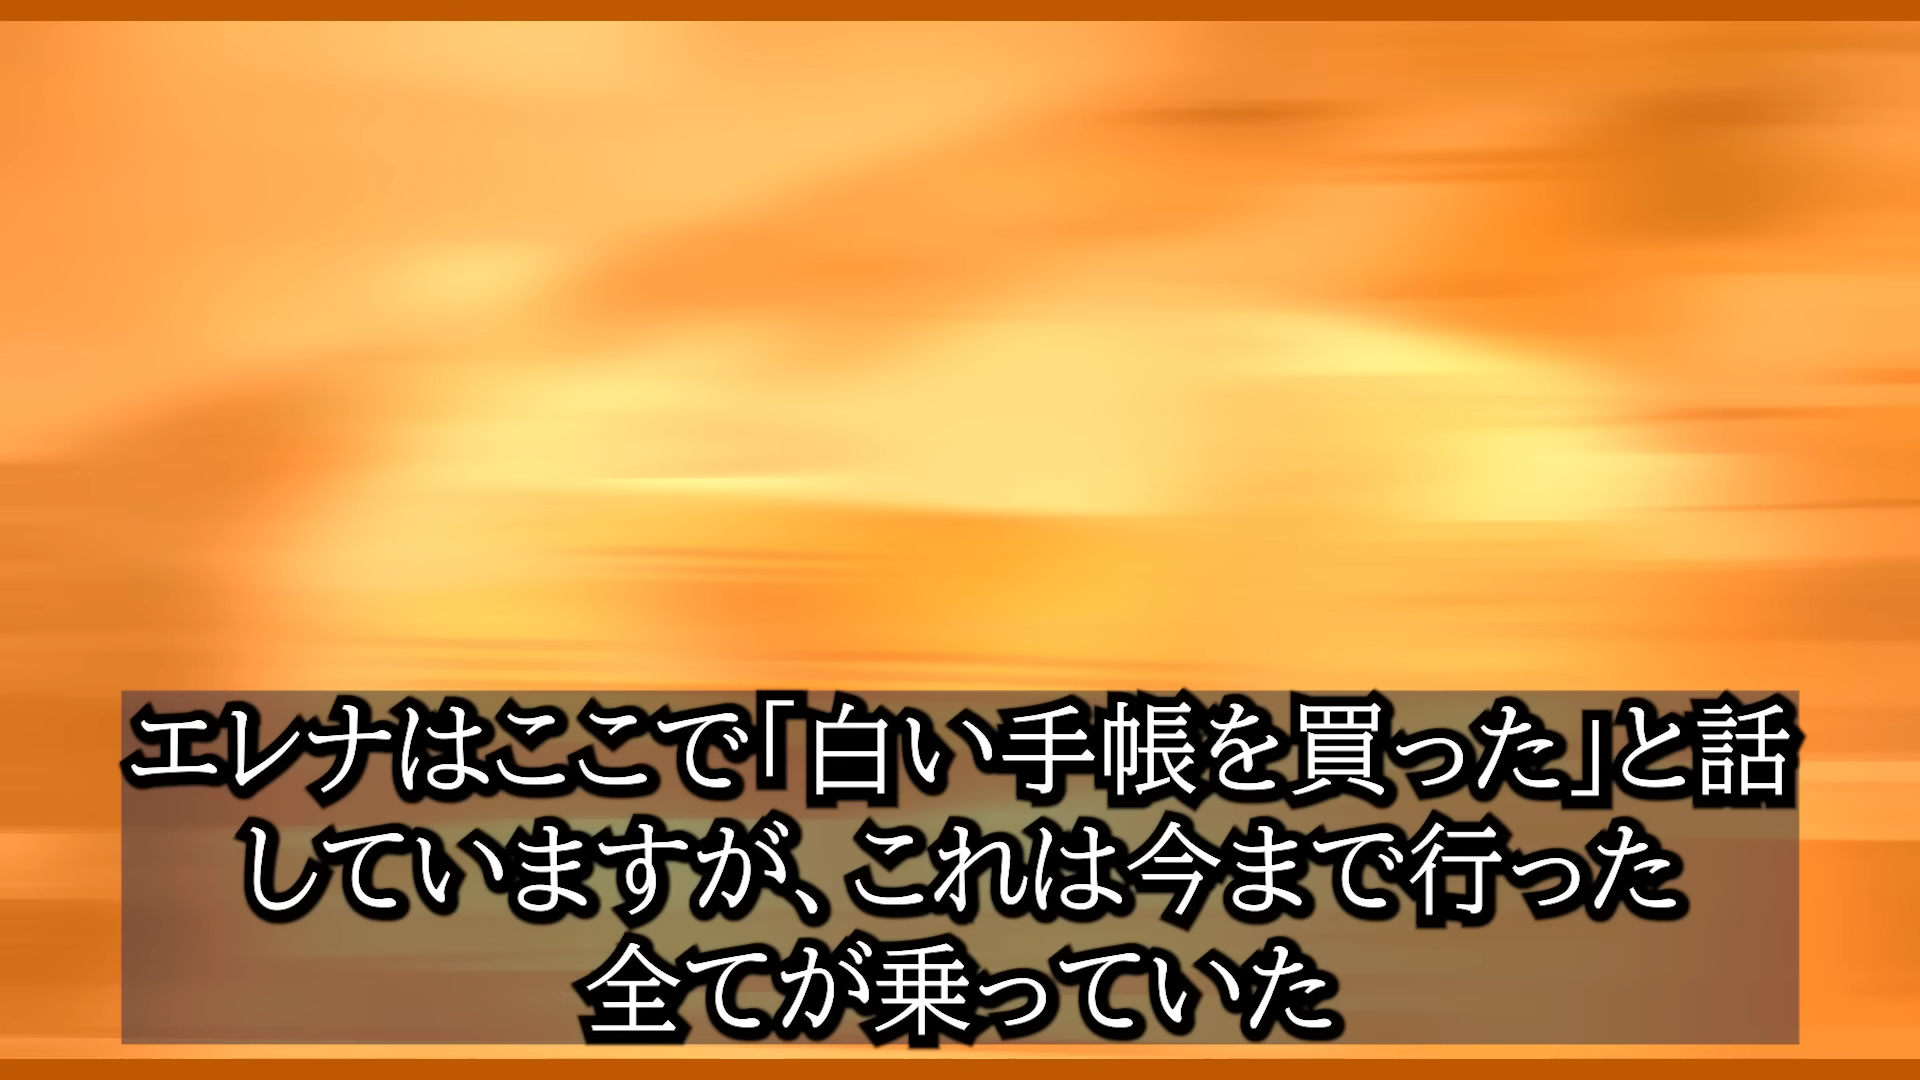 エレナはここで「白い手帳を買った」と話
していますが、これは今まで行った
全てが乗っていた